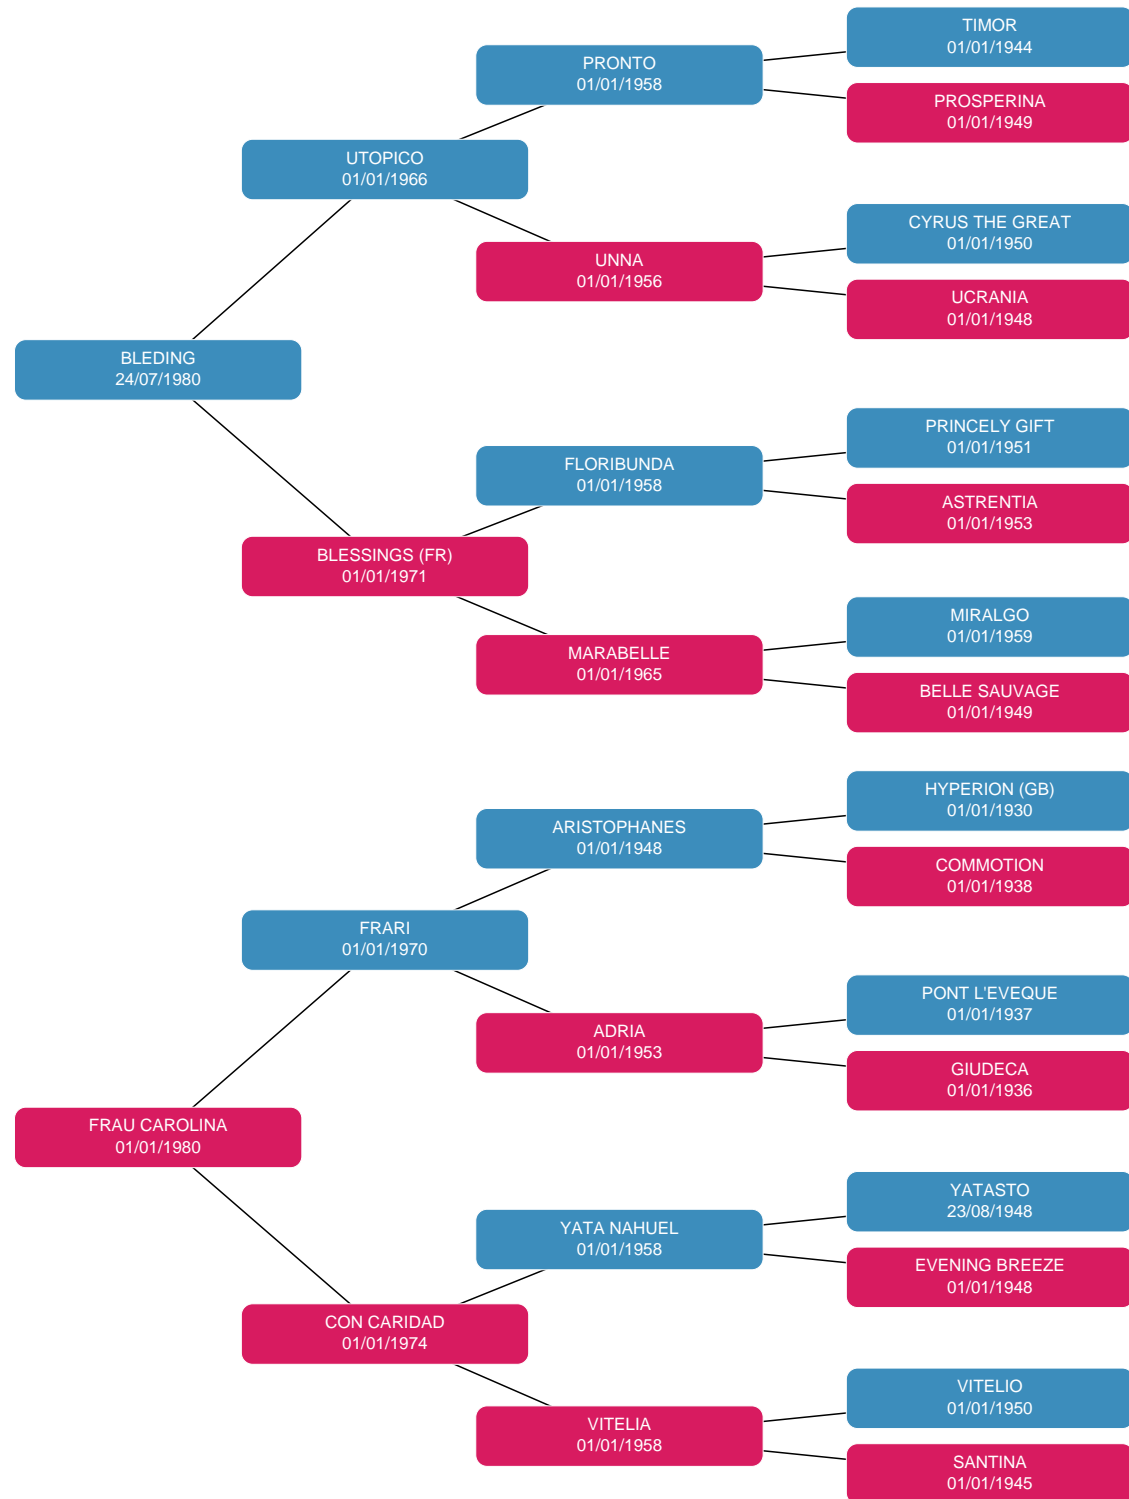 TIMOR
01/01/1944
PRONTO
01/01/1958
PROSPERINA
01/01/1949
UTOPICO
01/01/1966
CYRUS THE GREAT
01/01/1950
UNNA
01/01/1956
UCRANIA
01/01/1948
BLEDING
24/07/1980
PRINCELY GIFT
01/01/1951
FLORIBUNDA
01/01/1958
ASTRENTIA
01/01/1953
BLESSINGS (FR)
01/01/1971
MIRALGO
01/01/1959
MARABELLE
01/01/1965
BELLE SAUVAGE
01/01/1949
HYPERION (GB)
01/01/1930
ARISTOPHANES
01/01/1948
COMMOTION
01/01/1938
FRARI
01/01/1970
PONT L'EVEQUE
01/01/1937
ADRIA
01/01/1953
GIUDECA
01/01/1936
FRAU CAROLINA
01/01/1980
YATASTO
23/08/1948
YATA NAHUEL
01/01/1958
EVENING BREEZE
01/01/1948
CON CARIDAD
01/01/1974
VITELIO
01/01/1950
VITELIA
01/01/1958
SANTINA
01/01/1945